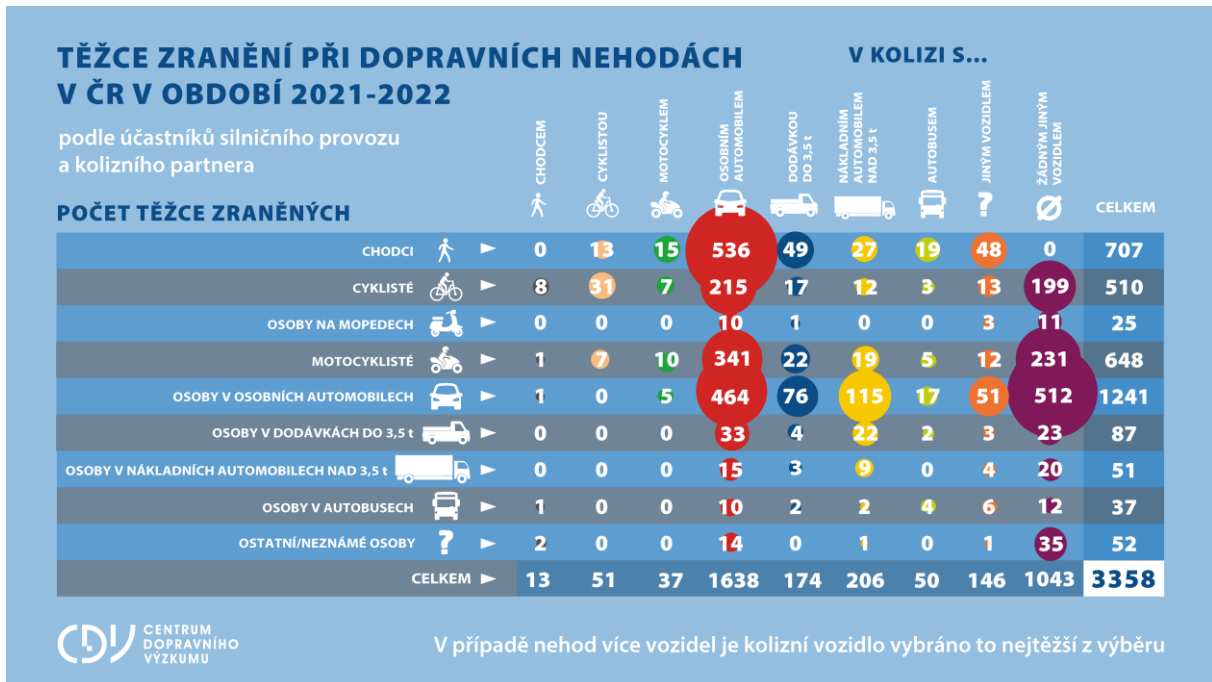 TĚŽCE ZRANĚNÍ PŘI DOPRAVNÍCH NEHODÁCH
V ČR V OBDOBÍ 2021-2022
podle účastníků silničního provozu
a kolizního partnera
V KOLIZI S...
CHODCEM
CYKLISTOU
MOTOCYKLEM
OSOBNÍM
AUTOMOBILEM
DODÁVKOU
DO 3,5 t
NÁKLADNÍM
AUTOMOBILEM
NAD 3,5 t
AUTOBUSEM
JINÝM VOZIDLEM
ŽÁDNÝM JINÝM
VOZIDLEM
POČET TĚŽCE ZRANĚNÝCH ? Ø CELKEM
CHODCI 0 13 15 536 49 27 19 48 0 707
CYKLISTÉ 8 31 7 215 17 12 3 13 199 510
OSOBY NA MOPEDECH 0 0 0 10 1 0 0 3 11 25
MOTOCYKLISTÉ 1 7 10 341 22 19 5 12 231 648
OSOBY V OSOBNÍCH AUTOMOBILECH 1 0 5 464 76 115 17 51 512 1241
OSOBY V DODÁVKÁCH DO 3,5 t 0 0 0 33 4 22 2 3 23 87
OSOBY V NÁKLADNÍCH AUTOMOBILECH NAD 3,5 t 0 0 0 15 3 9 0 4 20 51
OSOBY V AUTOBUSECH 1 0 0 10 2 2 4 6 12 37
OSTATNÍ/NEZNÁMÉ OSOBY ? 2 0 0 14 0 1 0 1 35 52
CELKEM 13 51 37 1638 174 206 50 146 1043 3358
CDV CENTRUM
DOPRAVNÍHO
VÝZKUMU
V případě nehod více vozidel je kolizní vozidlo vybráno to nejtěžší z výběru